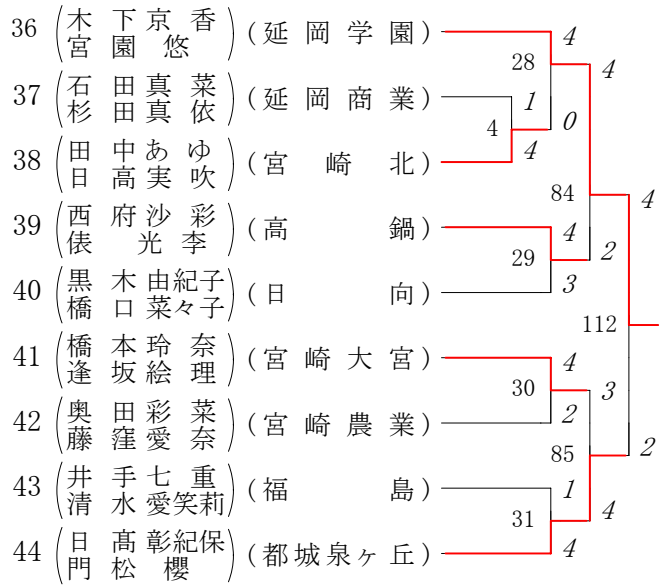 36 木下京香 宮園悠 (延岡学園)
37 石田真菜 杉田真依 (延岡商業)
38 田中あゆ 日高実吹 (宮崎北)
39 西府沙彩 俵光李 (高鍋)
40 黒木由紀子 橋口菜々子 (日向)
41 橋本玲奈 逢坂絵理 (宮崎大宮)
42 奥田彩菜 藤窪愛奈 (宮崎農業)
43 井手七重 清水愛笑莉 (福島)
44 日髙彰紀保 門松櫻 (都城泉ヶ丘)
4
28
4
1
0
4
4
84
4
4
2
29
3
112
4
3
30
2
2
85
1
4
31
4